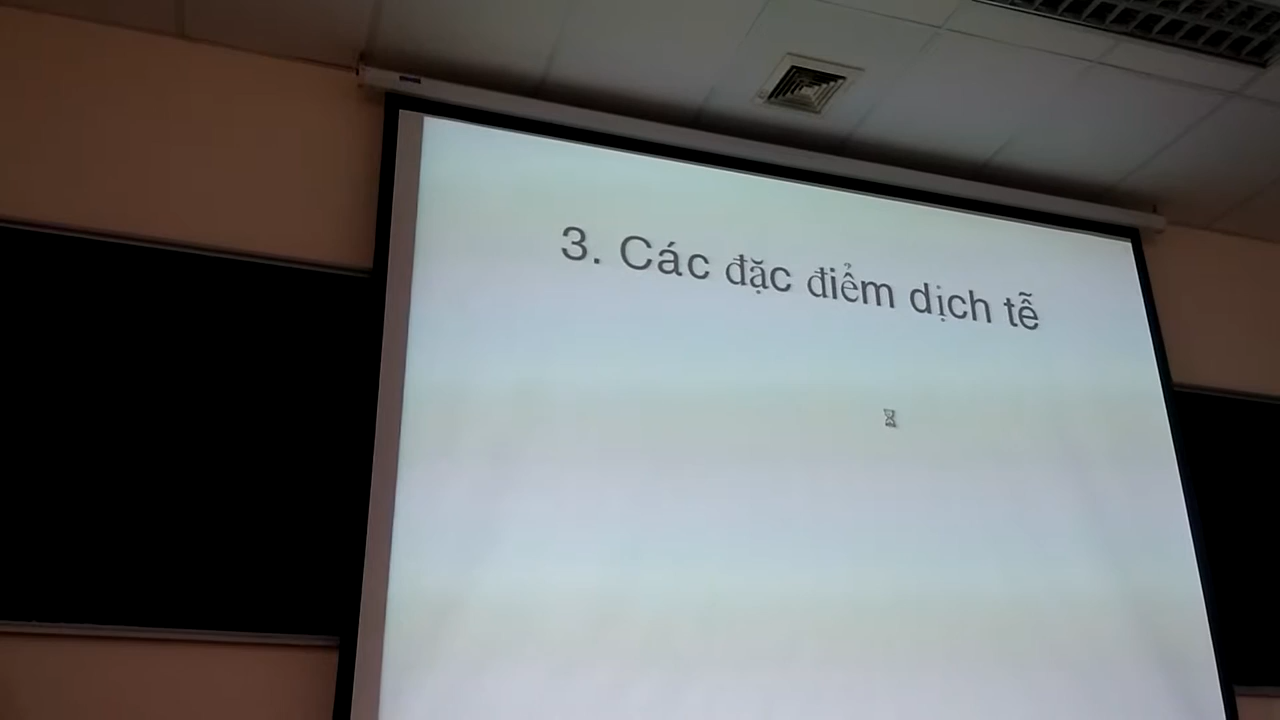 3. Các đặc điểm dịch tễ